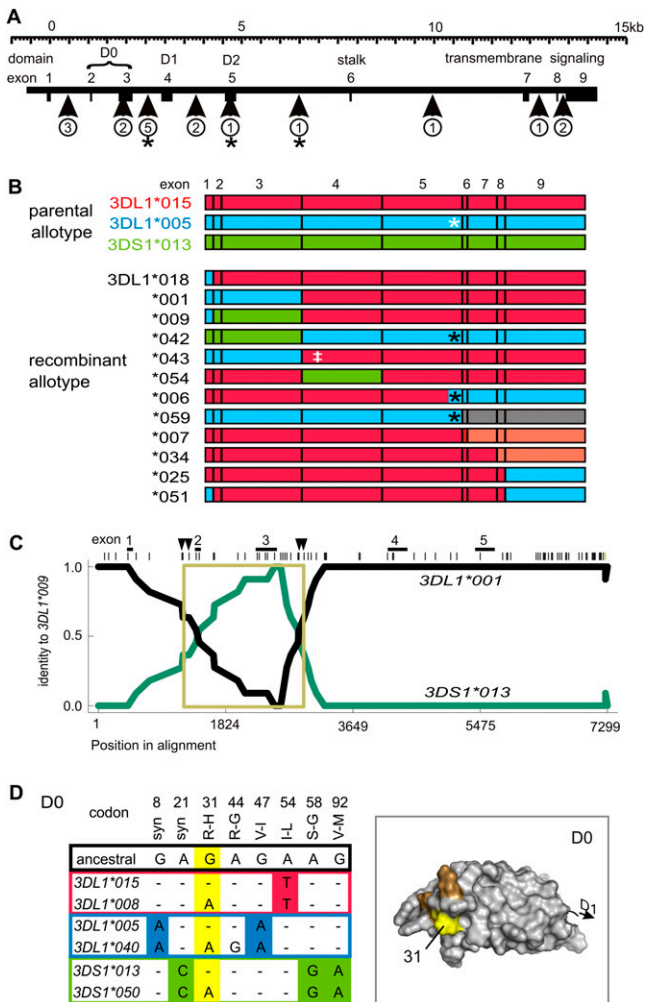 A
0 5 10 15kb
domain D0 D1 D2 stalk transmembrane signaling
exon 1 2 3 4 5 6 7 8 9
3 2 5 2 1 1 1 1 2
* * *
B
exon 1 2 3 4 5 6 7 8 9
parental allotype
3DL1*015
3DL1*005 *
3DS1*013
recombinant allotype
3DL1*018
*001
*009
*042 *
*043 ‡
*054
*006 *
*059 *
*007
*034
*025
*051
C
exon 1 2 3 4 5
identity to 3DL1*009
1.0
0.5
0.0
3DL1*001
3DS1*013
1 1824 3649 5475 7299
Position in alignment
D
D0 codon 8 21 31 44 47 54 58 92
syn syn R-H R-G V-I I-L S-G V-M
ancestral G A G A G A A G
3DL1*015 - - - - - T - -
3DL1*008 - - A - - T - -
3DL1*005 A - - - A - - -
3DL1*040 A - A G A - - -
3DS1*013 - C - - - - G A
3DS1*050 - C A - - - G A
D0
D1
31